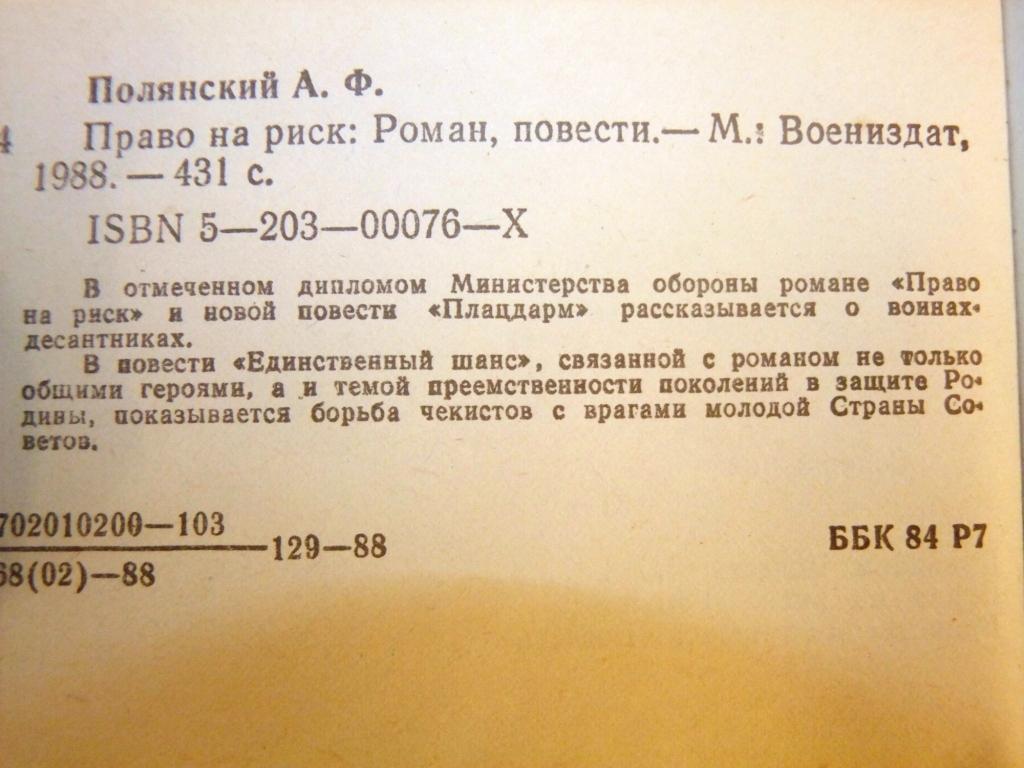 Полянский А. Ф.
4 Право на риск: Роман, повести.— М.: Воениздат,
1988. — 431 с.
ISBN 5—203—00076—X
В отмеченном дипломом Министерства обороны романе «Право
на риск» и новой повести «Плацдарм» рассказывается о воинах-
десантниках.
В повести «Единственный шанс», связанной с романом не только
общими героями, а и темой преемственности поколений в защите Ро-
дины, показывается борьба чекистов с врагами молодой Страны Со-
ветов.
702010200—103
129—88
68(02)—88
ББК 84 Р7